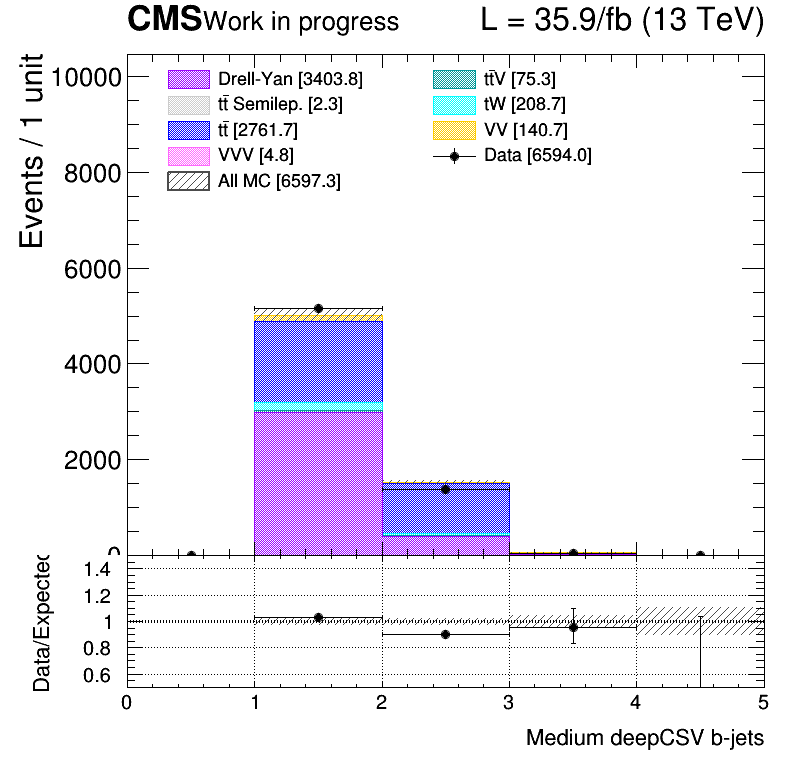 CMS Work in progress L = 35.9/fb (13 TeV)
Events / 1 unit
10000
8000
6000
4000
2000
0
Drell-Yan [3403.8]
tt̄ Semilep. [2.3]
tt̄ [2761.7]
VVV [4.8]
All MC [6597.3]
tt̄V [75.3]
tW [208.7]
VV [140.7]
Data [6594.0]
Data/Expected
1.4
1.2
1
0.8
0.6
0 1 2 3 4 5
Medium deepCSV b-jets